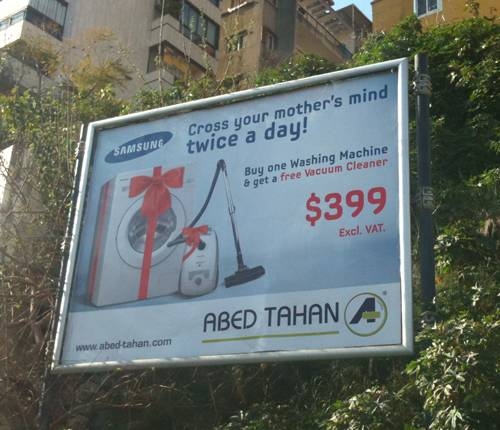 SAMSUNG
Cross your mother's mind
twice a day!
Buy one Washing Machine
& get a free Vacuum Cleaner
$399
Excl. VAT.
ABED TAHAN
www.abed-tahan.com